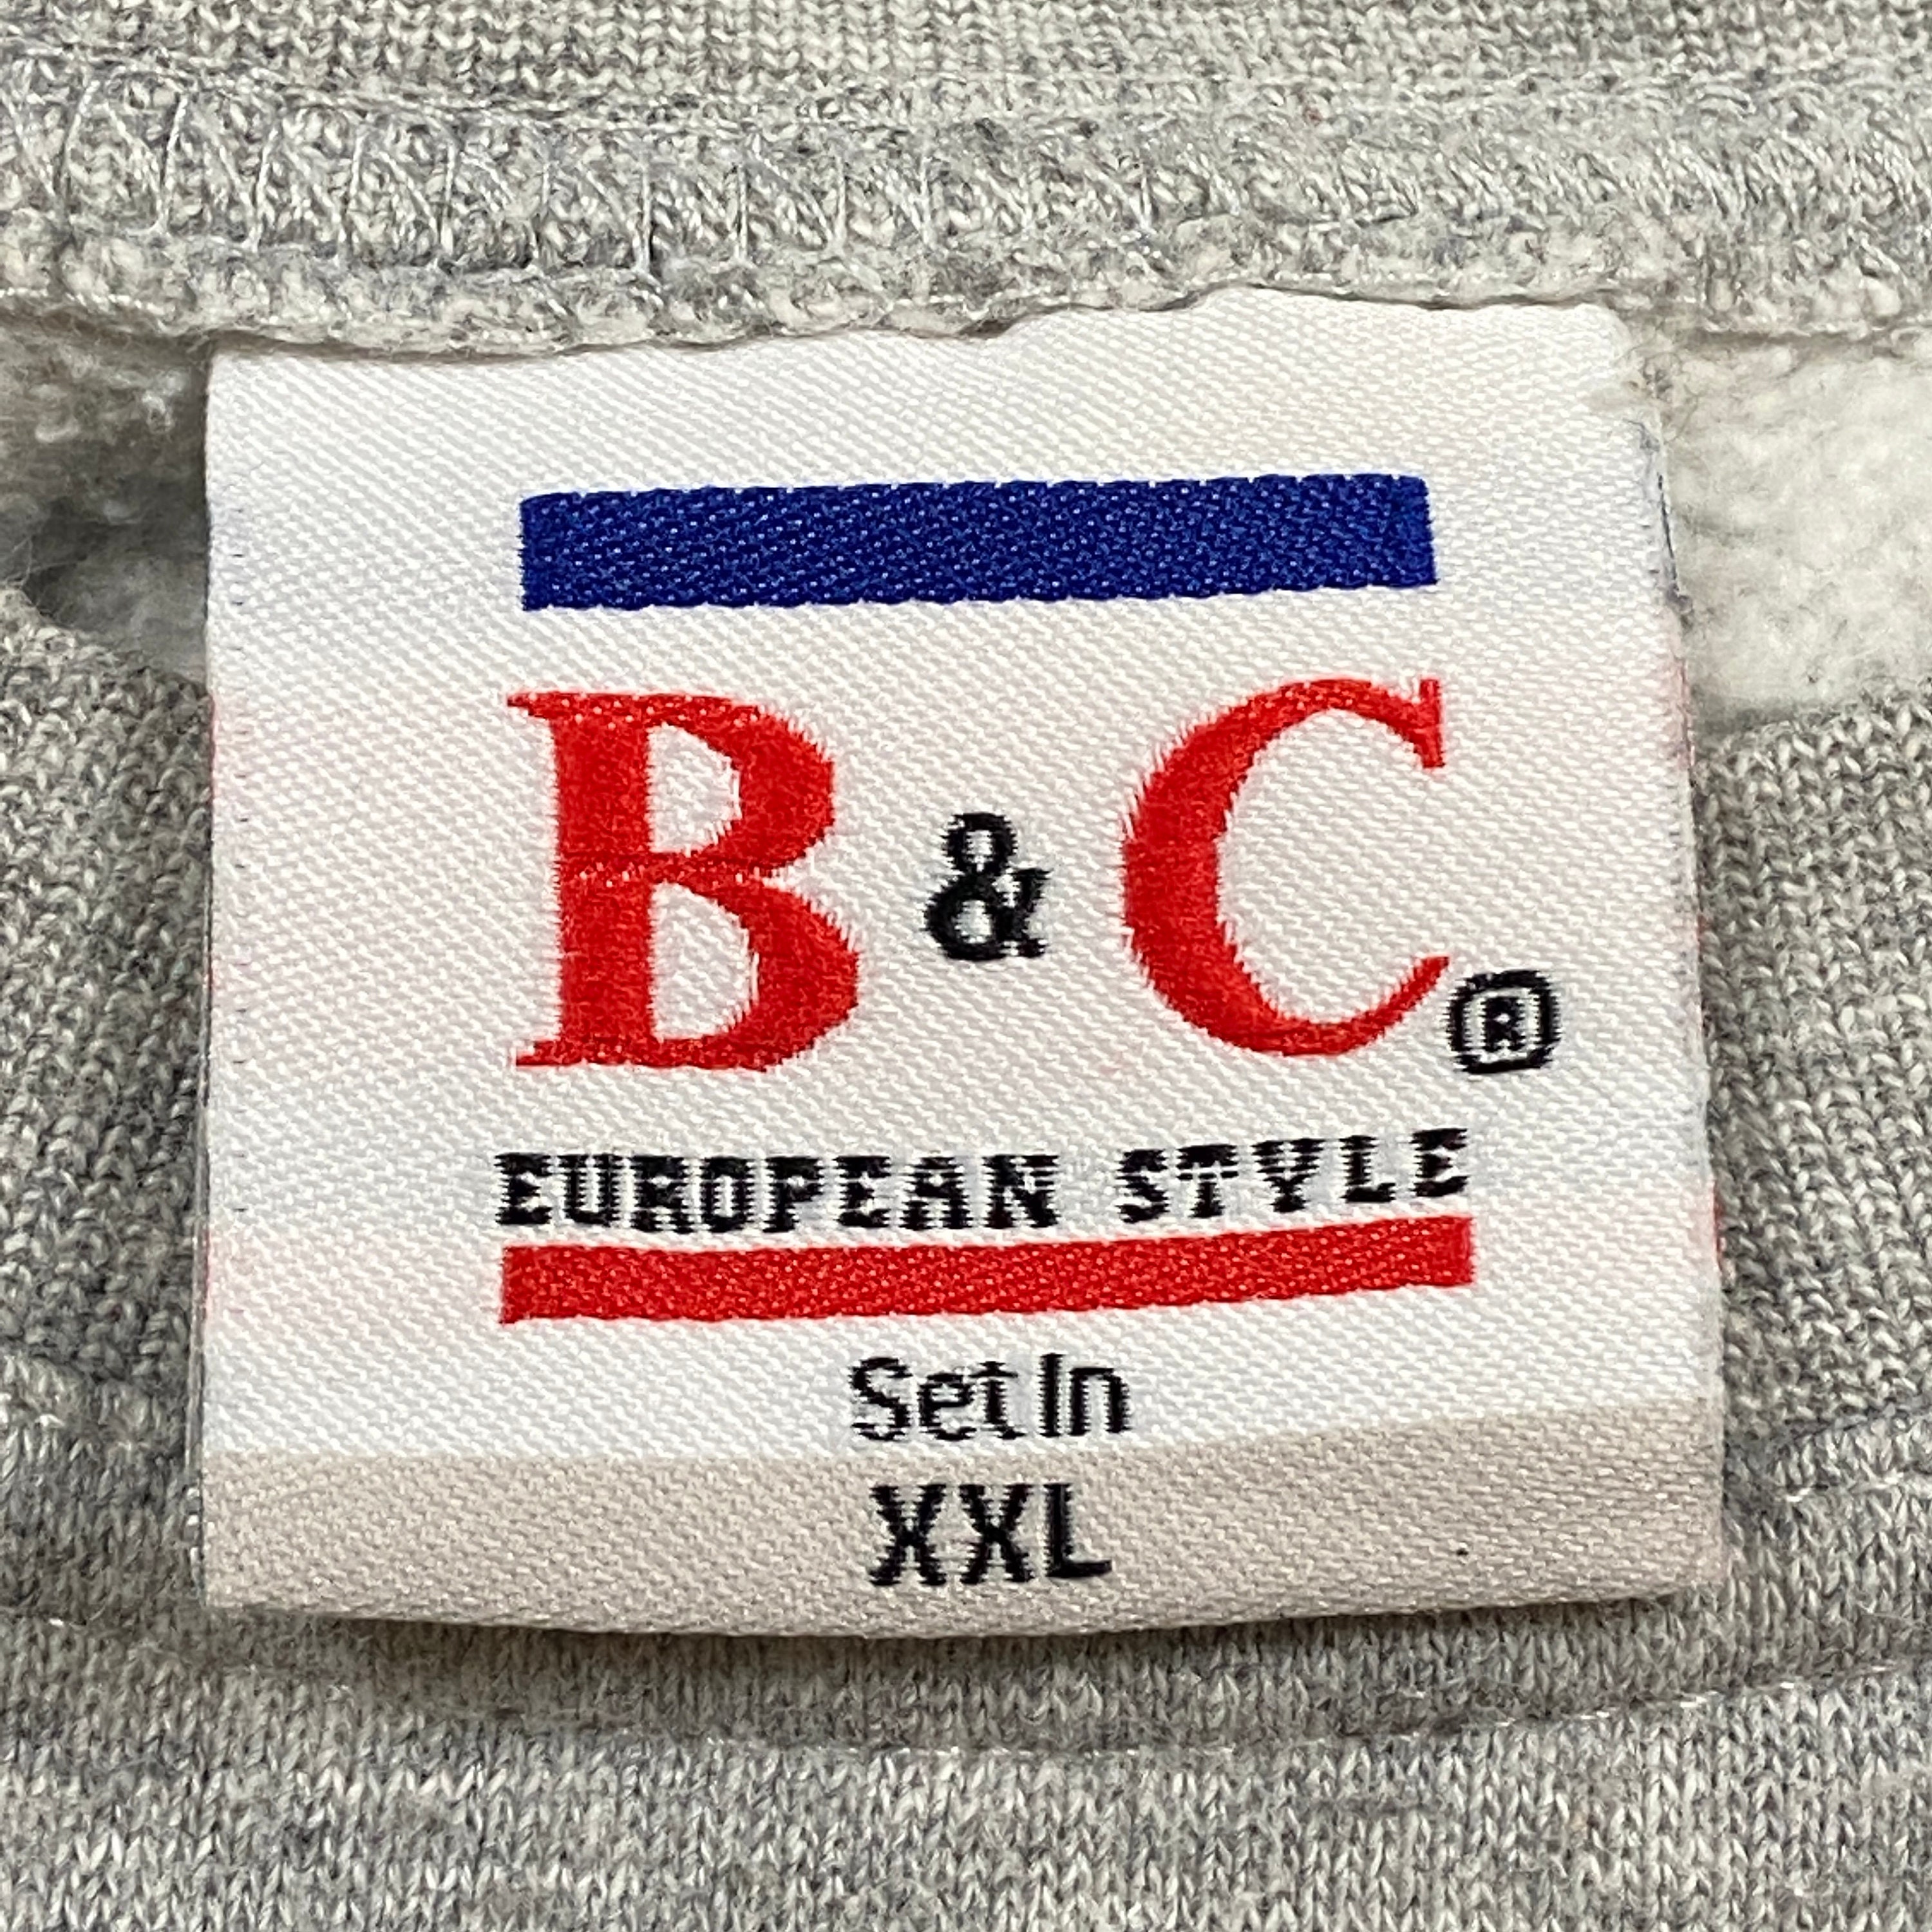 B & C ®
EUROPEAN STYLE
Set In
XXL